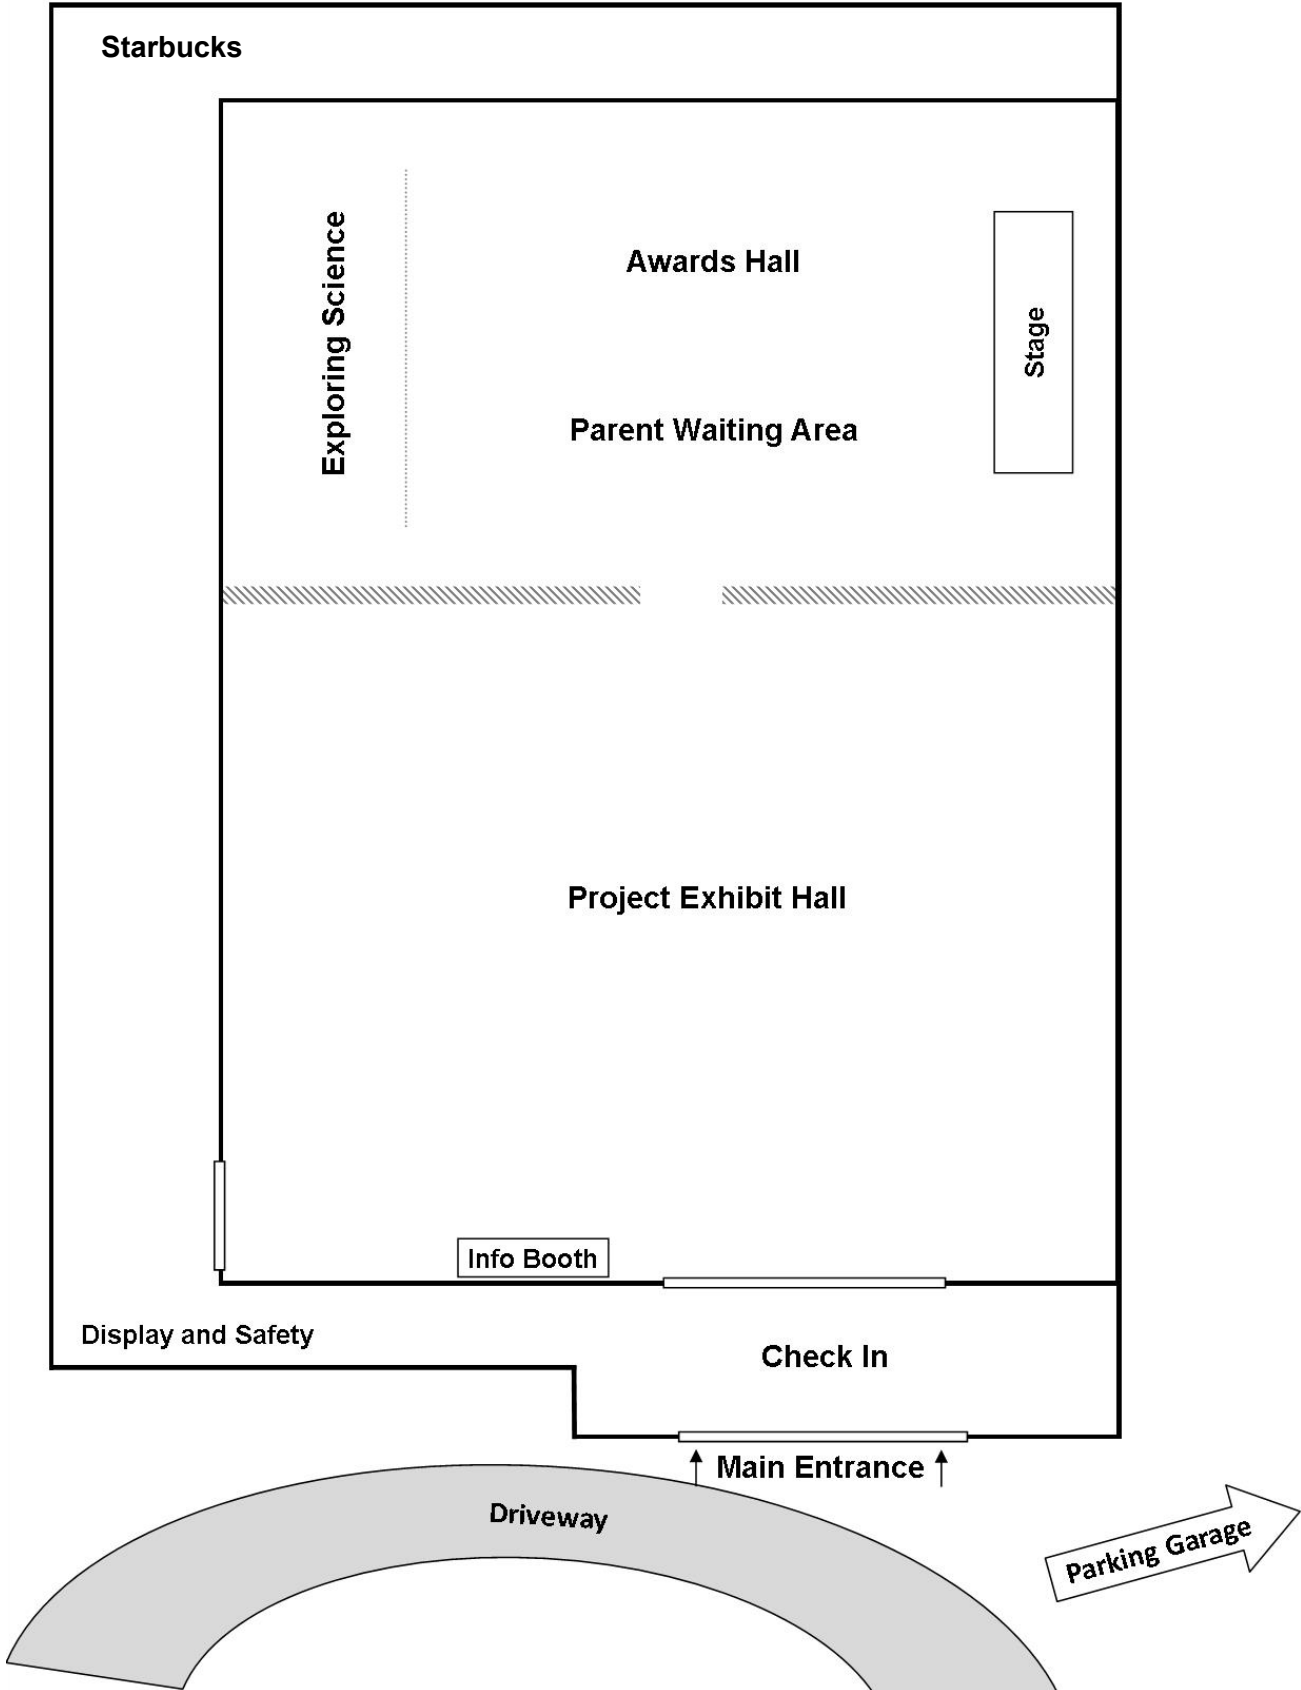 Starbucks
Exploring Science
Awards Hall
Stage
Parent Waiting Area
Project Exhibit Hall
Info Booth
Display and Safety
Check In
Main Entrance
Driveway
Parking Garage